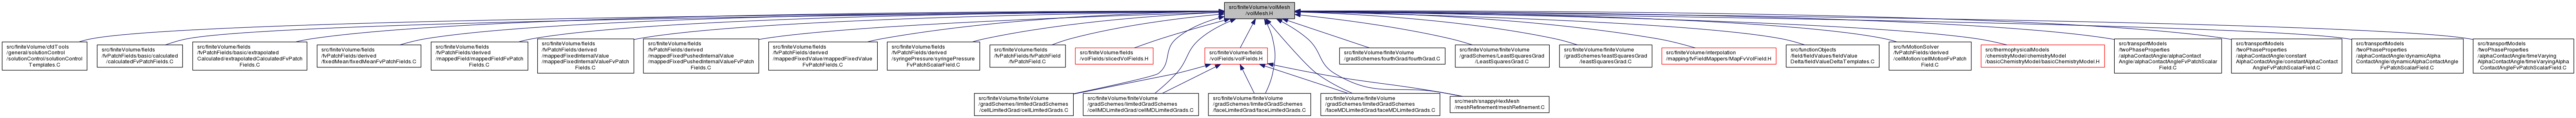 src/finiteVolume/volMesh
/volMesh.H
src/finiteVolume/cfdTools
/general/solutionControl
/solutionControl/solutionControl
Templates.C
src/finiteVolume/fields
/fvPatchFields/basic/calculated
/calculatedFvPatchFields.C
src/finiteVolume/fields
/fvPatchFields/basic/extrapolated
Calculated/extrapolatedCalculatedFvPatch
Fields.C
src/finiteVolume/fields
/fvPatchFields/derived
/fixedMean/fixedMeanFvPatchFields.C
src/finiteVolume/fields
/fvPatchFields/derived
/mappedField/mappedFieldFvPatch
Fields.C
src/finiteVolume/fields
/fvPatchFields/derived
/mappedFixedInternalValue
/mappedFixedInternalValueFvPatch
Fields.C
src/finiteVolume/fields
/fvPatchFields/derived
/mappedFixedPushedInternalValue
/mappedFixedPushedInternalValueFvPatch
Fields.C
src/finiteVolume/fields
/fvPatchFields/derived
/mappedFixedValue/mappedFixedValue
FvPatchFields.C
src/finiteVolume/fields
/fvPatchFields/derived
/syringePressure/syringePressure
FvPatchScalarField.C
src/finiteVolume/fields
/fvPatchFields/fvPatchField
/fvPatchField.C
src/finiteVolume/fields
/volFields/slicedVolFields.H
src/finiteVolume/fields
/volFields/volFields.H
src/finiteVolume/finiteVolume
/gradSchemes/fourthGrad/fourthGrad.C
src/finiteVolume/finiteVolume
/gradSchemes/LeastSquaresGrad
/LeastSquaresGrad.C
src/finiteVolume/finiteVolume
/gradSchemes/leastSquaresGrad
/leastSquaresGrad.C
src/finiteVolume/interpolation
/mapping/fvFieldMappers/MapFvVolField.H
src/functionObjects
/field/fieldValues/fieldValue
Delta/fieldValueDeltaTemplates.C
src/fvMotionSolver
/fvPatchFields/derived
/cellMotion/cellMotionFvPatch
Field.C
src/thermophysicalModels
/chemistryModel/chemistryModel
/basicChemistryModel/basicChemistryModel.H
src/transportModels
/twoPhaseProperties
/alphaContactAngle/alphaContact
Angle/alphaContactAngleFvPatchScalar
Field.C
src/transportModels
/twoPhaseProperties
/alphaContactAngle/constant
AlphaContactAngle/constantAlphaContact
AngleFvPatchScalarField.C
src/transportModels
/twoPhaseProperties
/alphaContactAngle/dynamicAlpha
ContactAngle/dynamicAlphaContactAngle
FvPatchScalarField.C
src/transportModels
/twoPhaseProperties
/alphaContactAngle/timeVarying
AlphaContactAngle/timeVaryingAlpha
ContactAngleFvPatchScalarField.C
src/finiteVolume/finiteVolume
/gradSchemes/limitedGradSchemes
/cellLimitedGrad/cellLimitedGrads.C
src/finiteVolume/finiteVolume
/gradSchemes/limitedGradSchemes
/cellMDLimitedGrad/cellMDLimitedGrads.C
src/finiteVolume/finiteVolume
/gradSchemes/limitedGradSchemes
/faceLimitedGrad/faceLimitedGrads.C
src/finiteVolume/finiteVolume
/gradSchemes/limitedGradSchemes
/faceMDLimitedGrad/faceMDLimitedGrads.C
src/mesh/snappyHexMesh
/meshRefinement/meshRefinement.C